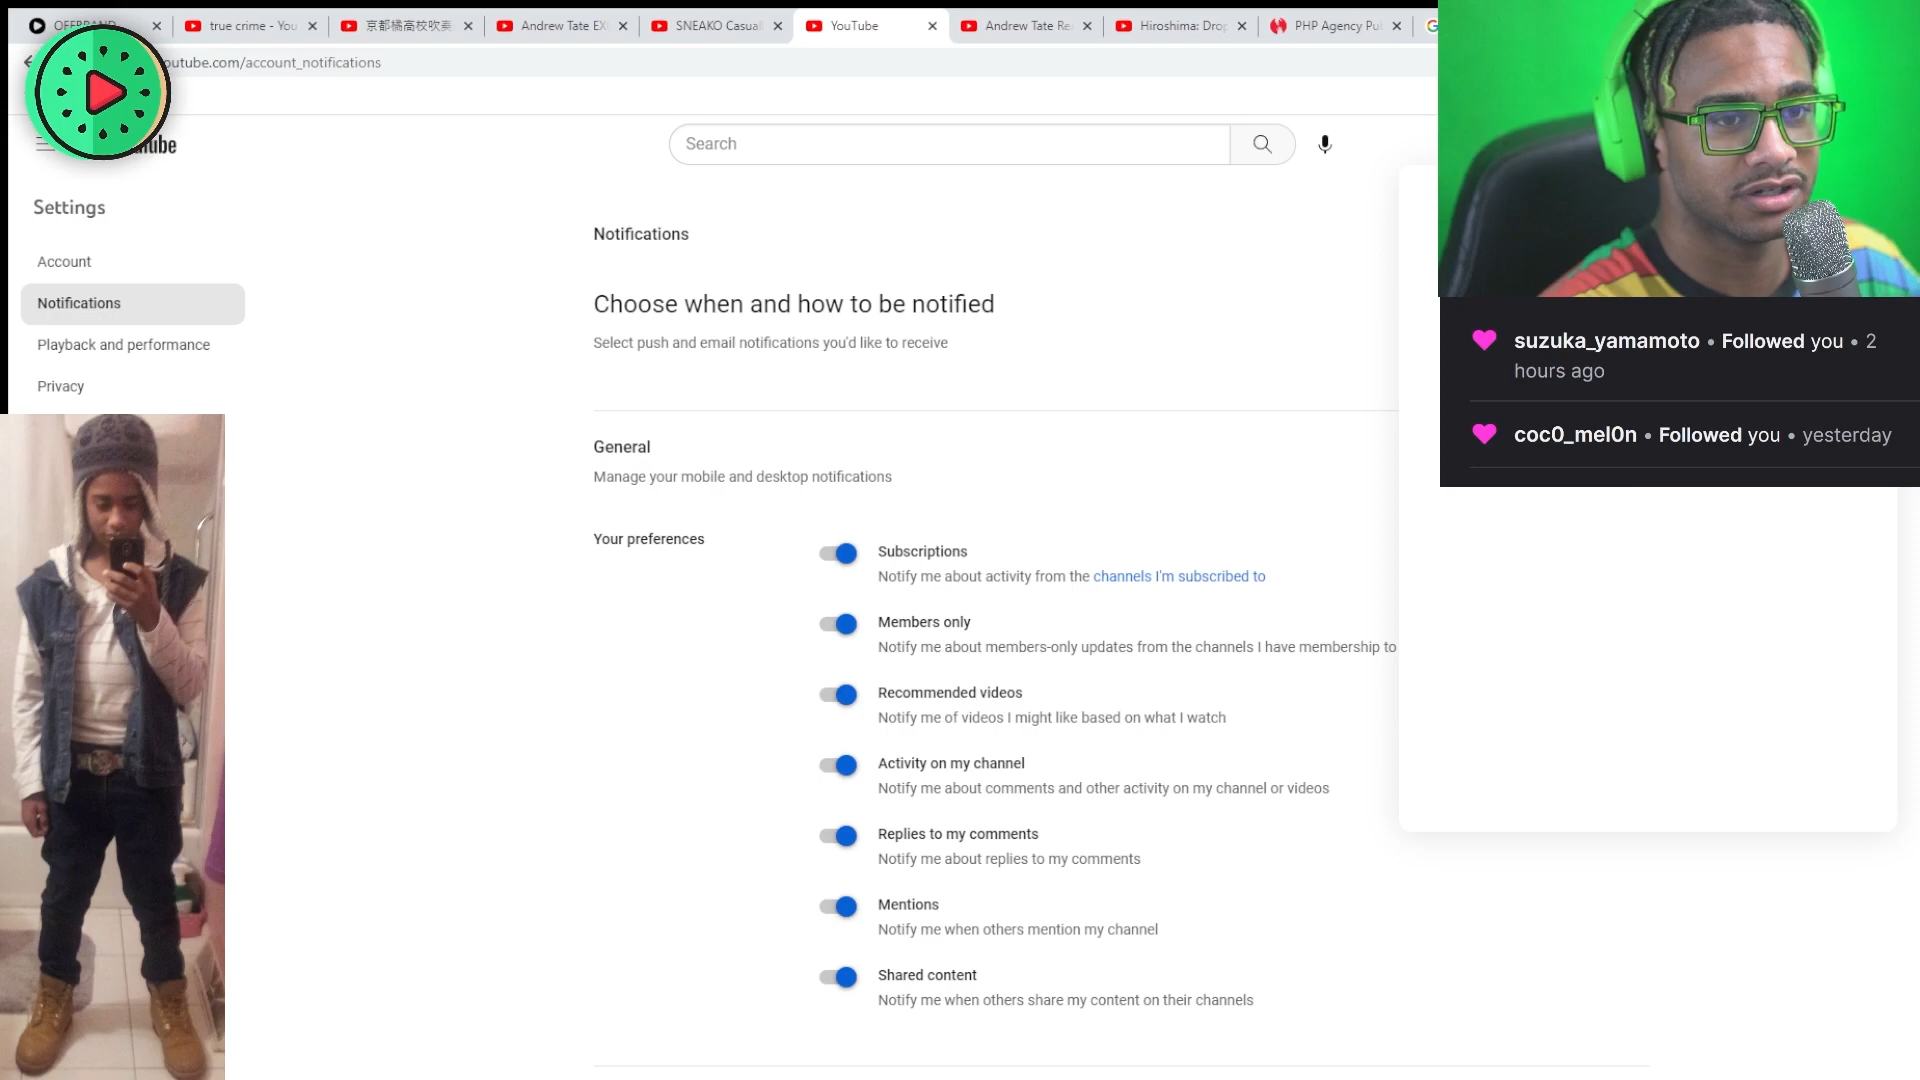 OFFBRAND
true crime - You
京都橘高校吹奏
Andrew Tate EX
SNEAKO Casual
YouTube
Andrew Tate Re
Hiroshima: Drop
PHP Agency Pu
outube.com/account_notifications
Search
Settings
Account
Notifications
Playback and performance
Privacy
Notifications
Choose when and how to be notified
Select push and email notifications you'd like to receive
General
Manage your mobile and desktop notifications
Your preferences
Subscriptions
Notify me about activity from the channels I'm subscribed to
Members only
Notify me about members-only updates from the channels I have membership to
Recommended videos
Notify me of videos I might like based on what I watch
Activity on my channel
Notify me about comments and other activity on my channel or videos
Replies to my comments
Notify me about replies to my comments
Mentions
Notify me when others mention my channel
Shared content
Notify me when others share my content on their channels
suzuka_yamamoto • Followed you • 2
hours ago
coc0_mel0n • Followed you • yesterday